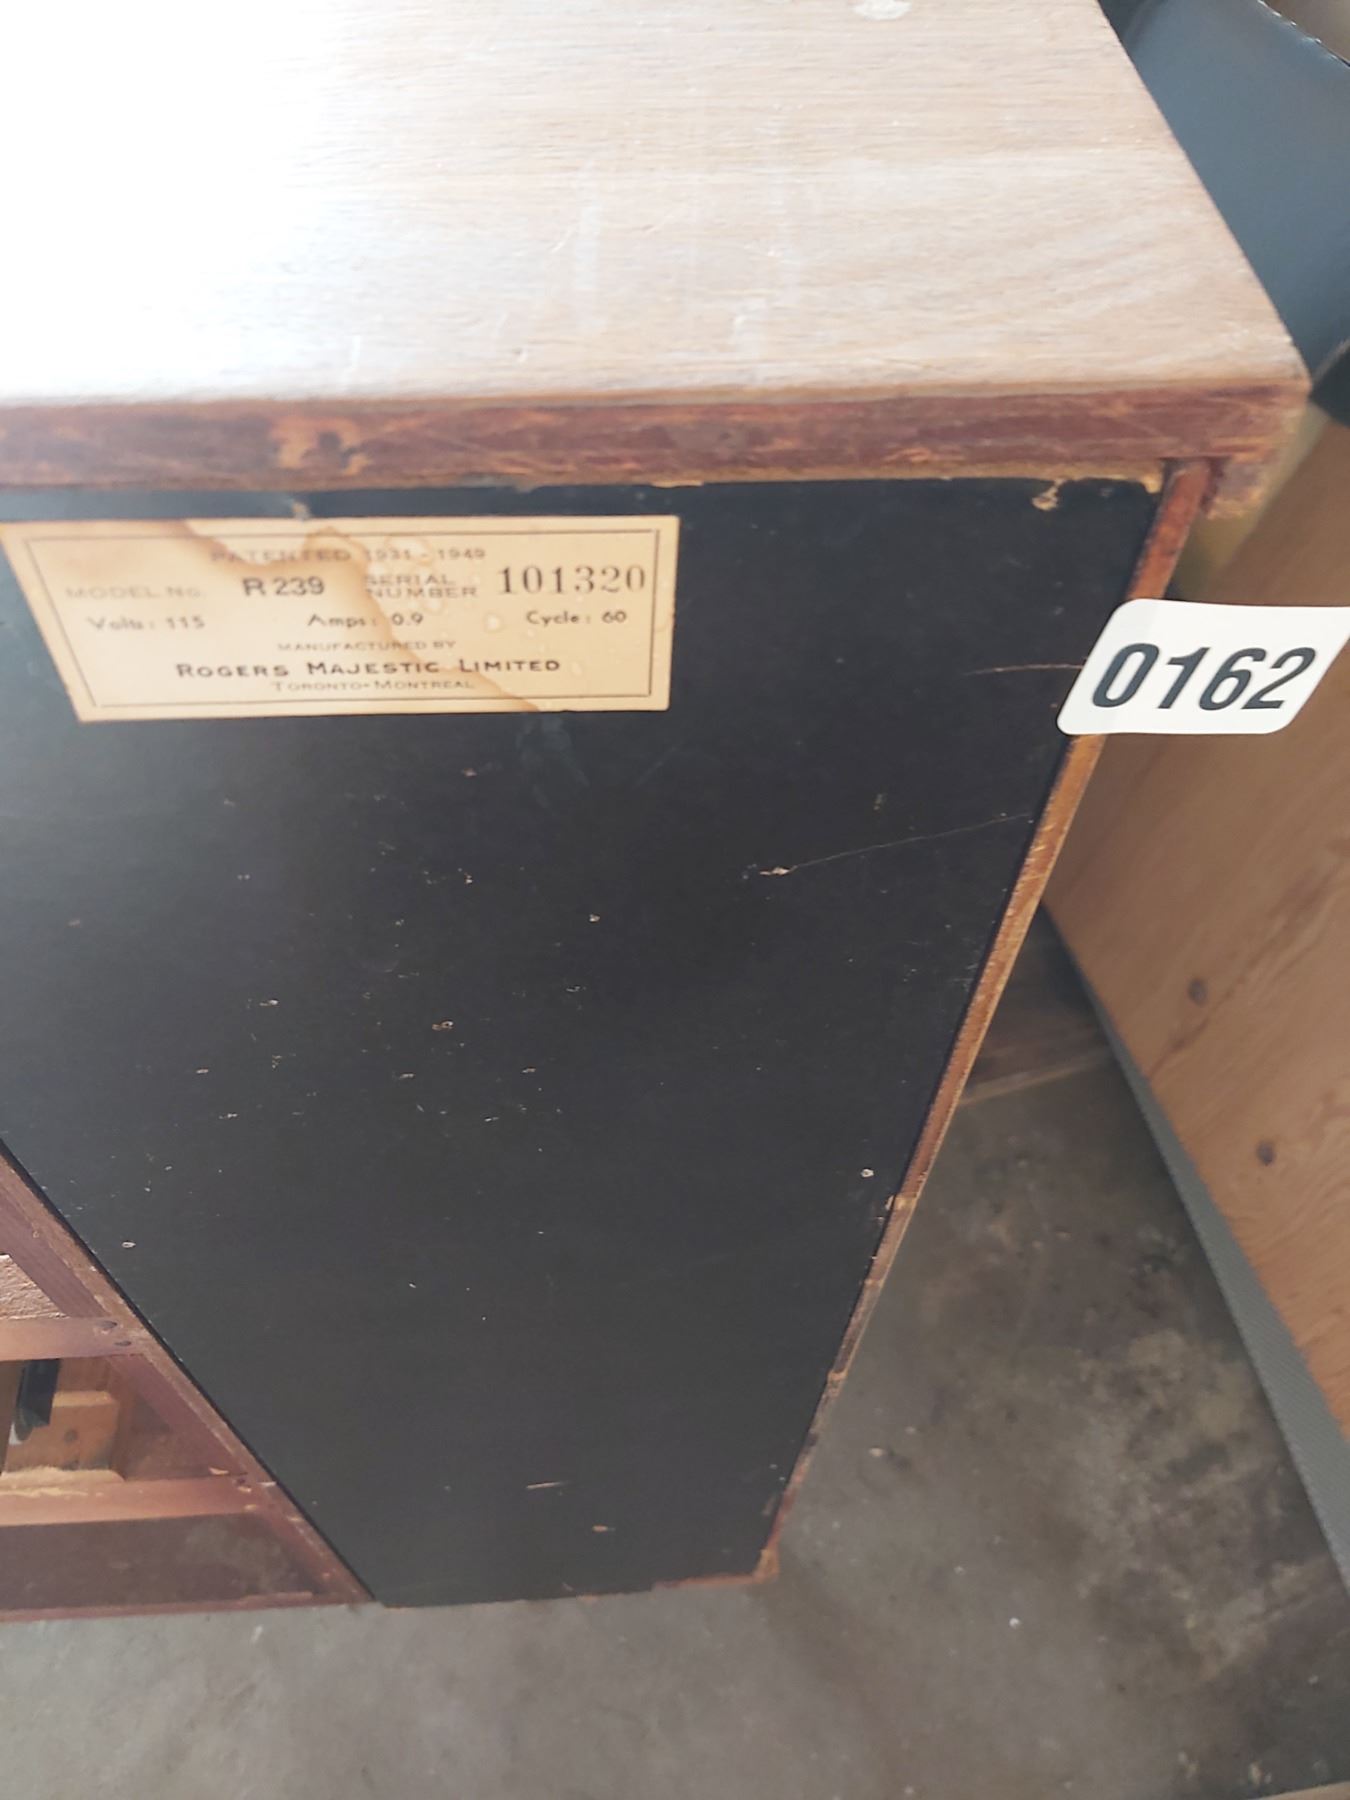 PATENTED 1931 - 1949
MODEL NO. R 239 SERIAL NUMBER 101320
Volts: 115 Amps: 0.9 Cycle: 60
MANUFACTURED BY
ROGERS MAJESTIC LIMITED
TORONTO-MONTREAL
0162